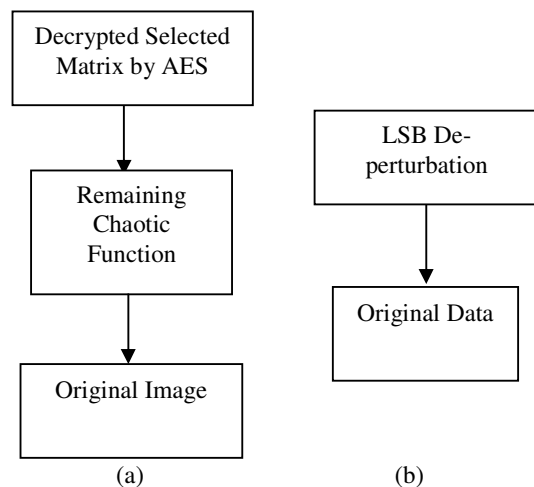 Decrypted Selected
Matrix by AES
Remaining
Chaotic
Function
Original Image
(a)
LSB De-
perturbation
Original Data
(b)